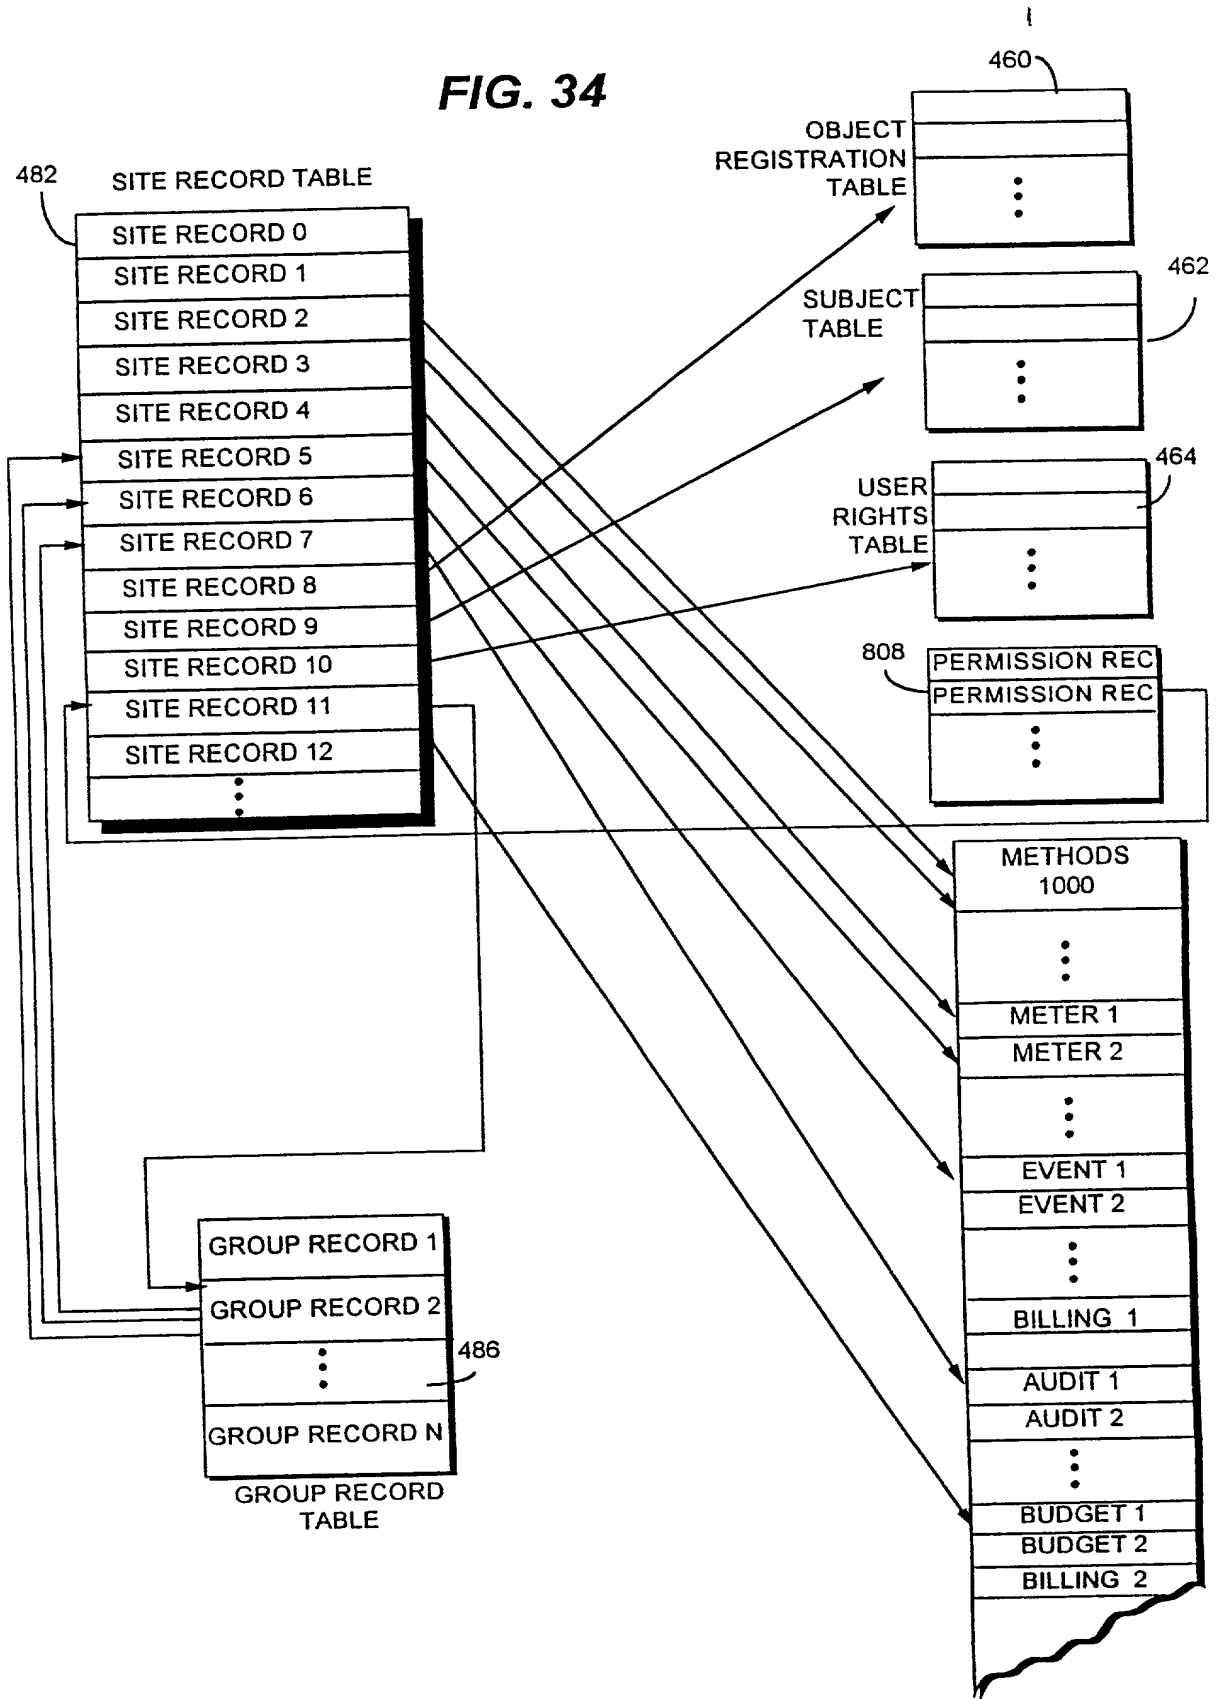 FIG. 34
460
OBJECT
REGISTRATION
TABLE
482
SITE RECORD TABLE
SITE RECORD 0
SITE RECORD 1
SITE RECORD 2
SITE RECORD 3
SITE RECORD 4
SITE RECORD 5
SITE RECORD 6
SITE RECORD 7
SITE RECORD 8
SITE RECORD 9
SITE RECORD 10
SITE RECORD 11
SITE RECORD 12
462
SUBJECT
TABLE
464
USER
RIGHTS
TABLE
808
PERMISSION REC
PERMISSION REC
METHODS
1000
METER 1
METER 2
EVENT 1
EVENT 2
BILLING 1
AUDIT 1
AUDIT 2
BUDGET 1
BUDGET 2
BILLING 2
GROUP RECORD 1
GROUP RECORD 2
486
GROUP RECORD N
GROUP RECORD
TABLE